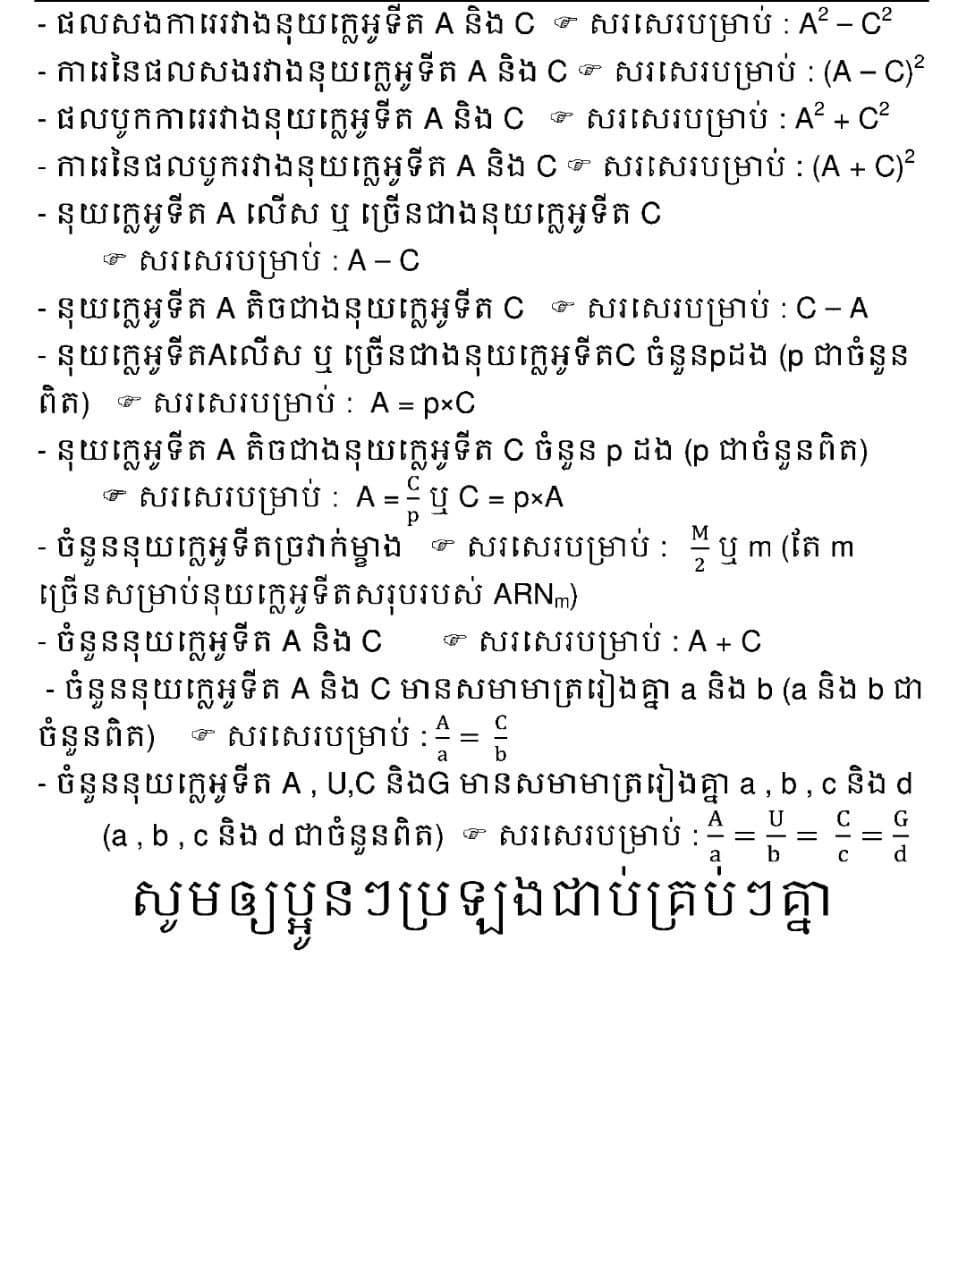 - ផលសងការេរវាងនុយក្លេអូទីត A និង C ☞ សរសេរបម្រាប់ : A² – C²
- ការេនៃផលសងរវាងនុយក្លេអូទីត A និង C ☞ សរសេរបម្រាប់ : (A – C)²
- ផលបូកការេរវាងនុយក្លេអូទីត A និង C ☞ សរសេរបម្រាប់ : A² + C²
- ការេនៃផលបូករវាងនុយក្លេអូទីត A និង C ☞ សរសេរបម្រាប់ : (A + C)²
- នុយក្លេអូទីត A លើស ឬ ច្រើនជាងនុយក្លេអូទីត C
☞ សរសេរបម្រាប់ : A – C
- នុយក្លេអូទីត A តិចជាងនុយក្លេអូទីត C ☞ សរសេរបម្រាប់ : C – A
- នុយក្លេអូទីតAលើស ឬ ច្រើនជាងនុយក្លេអូទីតC ចំនួនpដង (p ជាចំនួន
ពិត) ☞ សរសេរបម្រាប់ : A = p×C
- នុយក្លេអូទីត A តិចជាងនុយក្លេអូទីត C ចំនួន p ដង (p ជាចំនួនពិត)
☞ សរសេរបម្រាប់ : A = C/p ឬ C = p×A
- ចំនួននុយក្លេអូទីតច្រវាក់ម្ខាង ☞ សរសេរបម្រាប់ : M/2 ឬ m (តែ m
ច្រើនសម្រាប់នុយក្លេអូទីតសរុបរបស់ ARNₘ)
- ចំនួននុយក្លេអូទីត A និង C ☞ សរសេរបម្រាប់ : A + C
- ចំនួននុយក្លេអូទីត A និង C មានសមាមាត្ររៀងគ្នា a និង b (a និង b ជា
ចំនួនពិត) ☞ សរសេរបម្រាប់ : A/a = C/b
- ចំនួននុយក្លេអូទីត A , U,C និងG មានសមាមាត្ររៀងគ្នា a , b , c និង d
(a , b , c និង d ជាចំនួនពិត) ☞ សរសេរបម្រាប់ : A/a = U/b = C/c = G/d
សូមឲ្យប្អូនៗប្រឡងជាប់គ្រប់ៗគ្នា